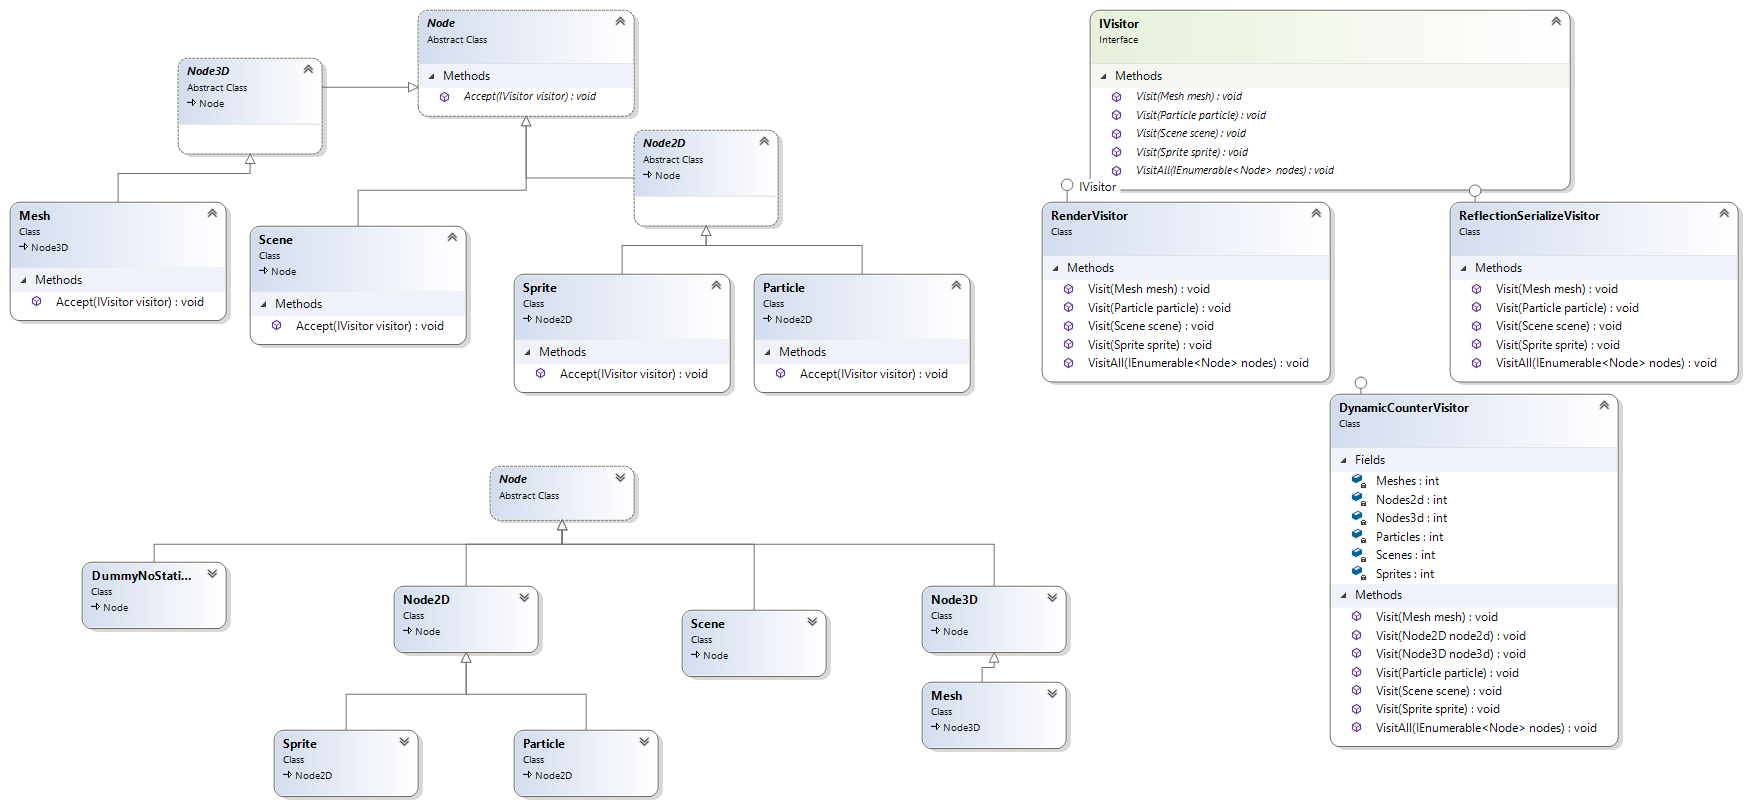 Node
Abstract Class
Methods
Accept(IVisitor visitor) : void
Node3D
Abstract Class
Node
Node2D
Abstract Class
Node
Mesh
Class
Node3D
Methods
Accept(IVisitor visitor) : void
Scene
Class
Node
Methods
Accept(IVisitor visitor) : void
Sprite
Class
Node2D
Methods
Accept(IVisitor visitor) : void
Particle
Class
Node2D
Methods
Accept(IVisitor visitor) : void
IVisitor
Interface
Methods
Visit(Mesh mesh) : void
Visit(Particle particle) : void
Visit(Scene scene) : void
Visit(Sprite sprite) : void
VisitAll(IEnumerable<Node> nodes) : void
IVisitor
RenderVisitor
Class
Methods
Visit(Mesh mesh) : void
Visit(Particle particle) : void
Visit(Scene scene) : void
Visit(Sprite sprite) : void
VisitAll(IEnumerable<Node> nodes) : void
ReflectionSerializeVisitor
Class
Methods
Visit(Mesh mesh) : void
Visit(Particle particle) : void
Visit(Scene scene) : void
Visit(Sprite sprite) : void
VisitAll(IEnumerable<Node> nodes) : void
DynamicCounterVisitor
Class
Fields
Meshes : int
Nodes2d : int
Nodes3d : int
Particles : int
Scenes : int
Sprites : int
Methods
Visit(Mesh mesh) : void
Visit(Node2D node2d) : void
Visit(Node3D node3d) : void
Visit(Particle particle) : void
Visit(Scene scene) : void
Visit(Sprite sprite) : void
VisitAll(IEnumerable<Node> nodes) : void
Node
Abstract Class
DummyNoStati...
Class
Node
Node2D
Class
Node
Scene
Class
Node
Node3D
Class
Node
Mesh
Class
Node3D
Sprite
Class
Node2D
Particle
Class
Node2D